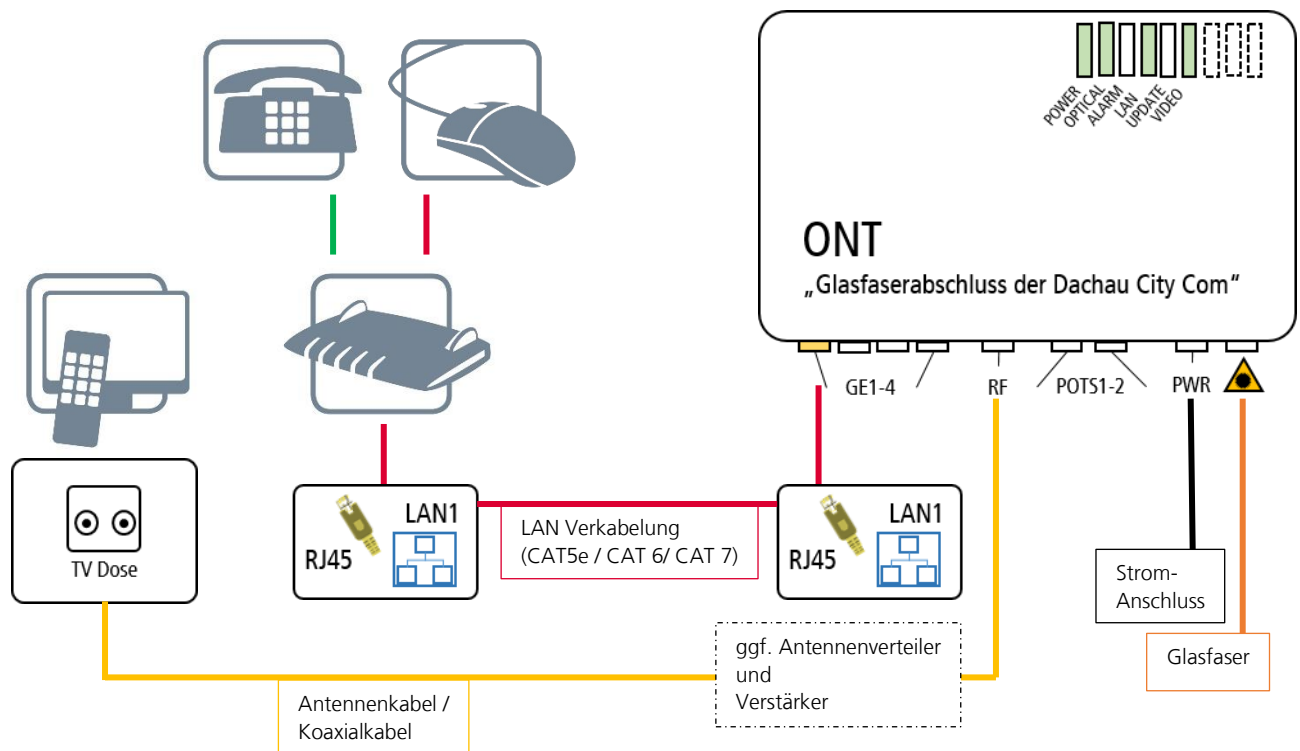 POWER
OPTICAL
ALARM
LAN
UPDATE
VIDEO
ONT
„Glasfaserabschluss der Dachau City Com“
GE1-4
RF
POTS1-2
PWR
TV Dose
RJ45
LAN1
LAN Verkabelung
(CAT5e / CAT 6/ CAT 7)
RJ45
LAN1
Strom-
Anschluss
Glasfaser
ggf. Antennenverteiler
und
Verstärker
Antennenkabel /
Koaxialkabel